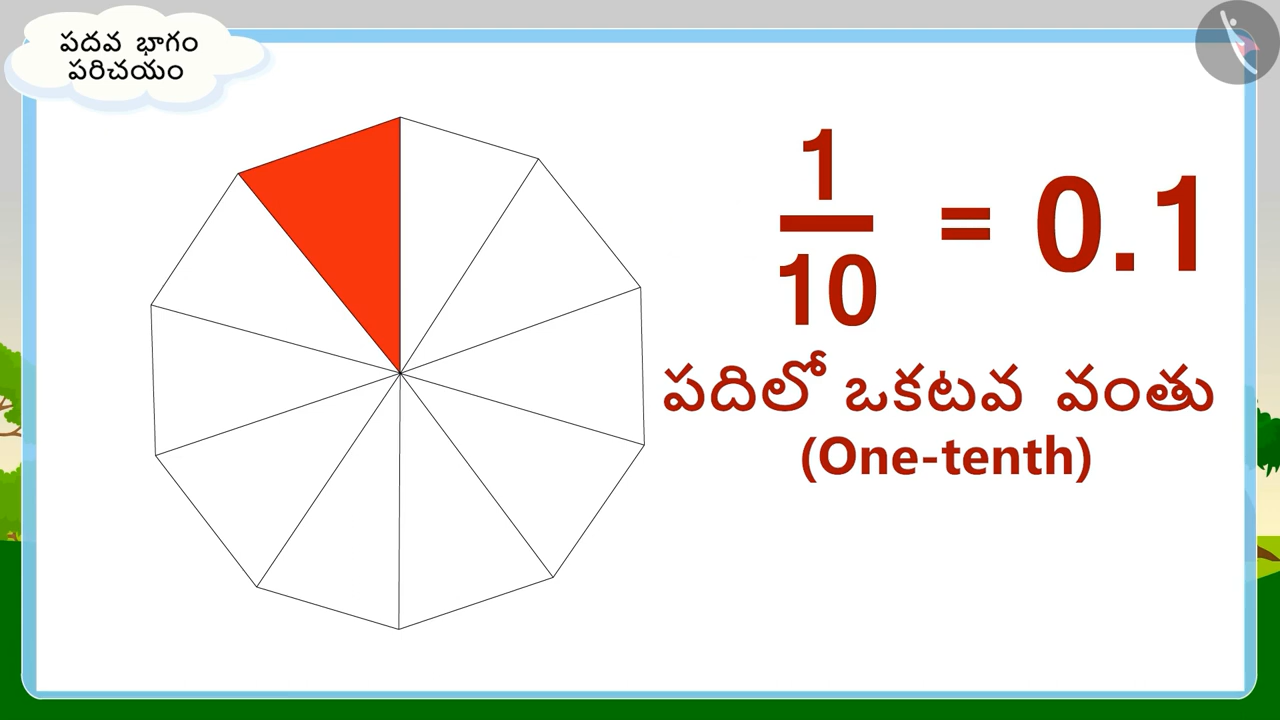 పదవ భాగం
పరిచయం
1
10
= 0.1
పదిలో ఒకటవ వంతు
(One-tenth)